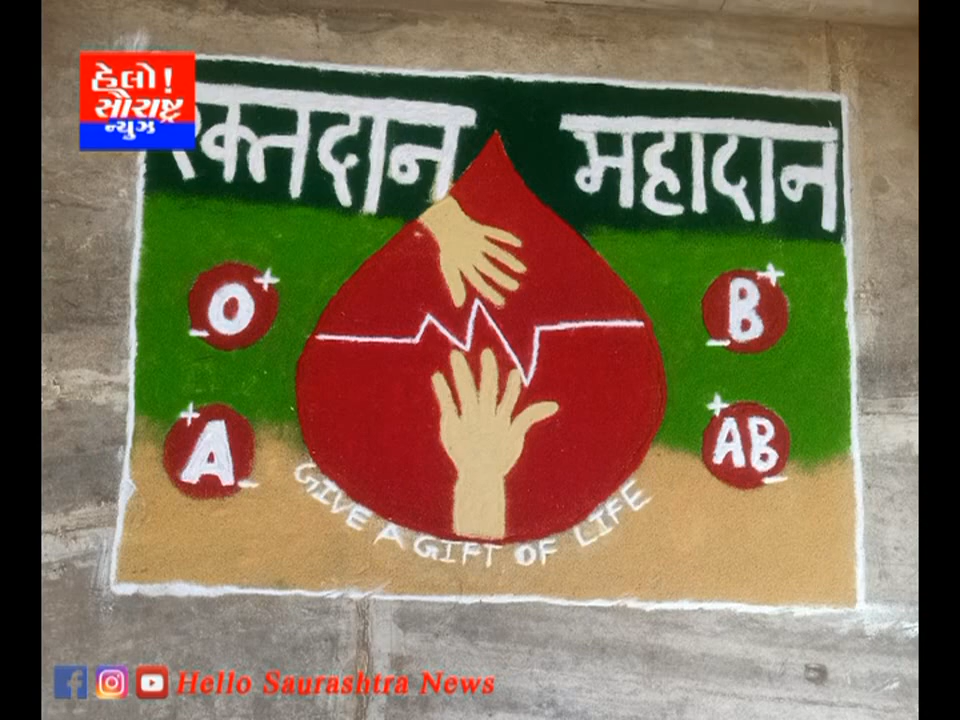 હેલો!
સૌરાષ્ટ્ર
ન્યુઝ
रक्तदान महादान
O + -
B + -
A + -
AB + -
GIVE A GIFT OF LIFE
Hello Saurashtra News